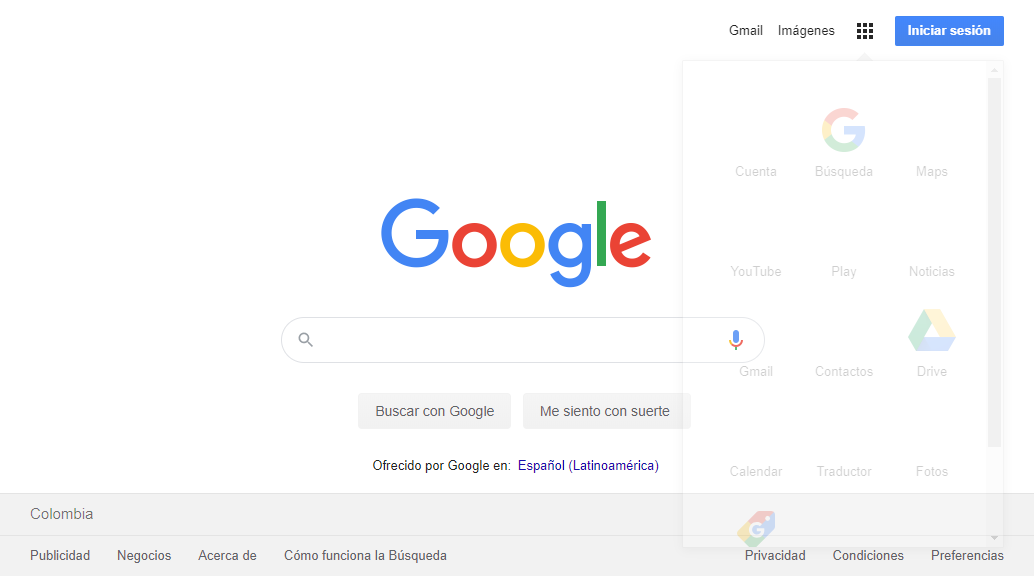 Gmail Imágenes Iniciar sesión
Cuenta Búsqueda Maps
Google
YouTube Play Noticias
Gmail Contactos Drive
Buscar con Google Me siento con suerte
Ofrecido por Google en: Español (Latinoamérica)
Calendar Traductor Fotos
Colombia
Publicidad Negocios Acerca de Cómo funciona la Búsqueda Privacidad Condiciones Preferencias